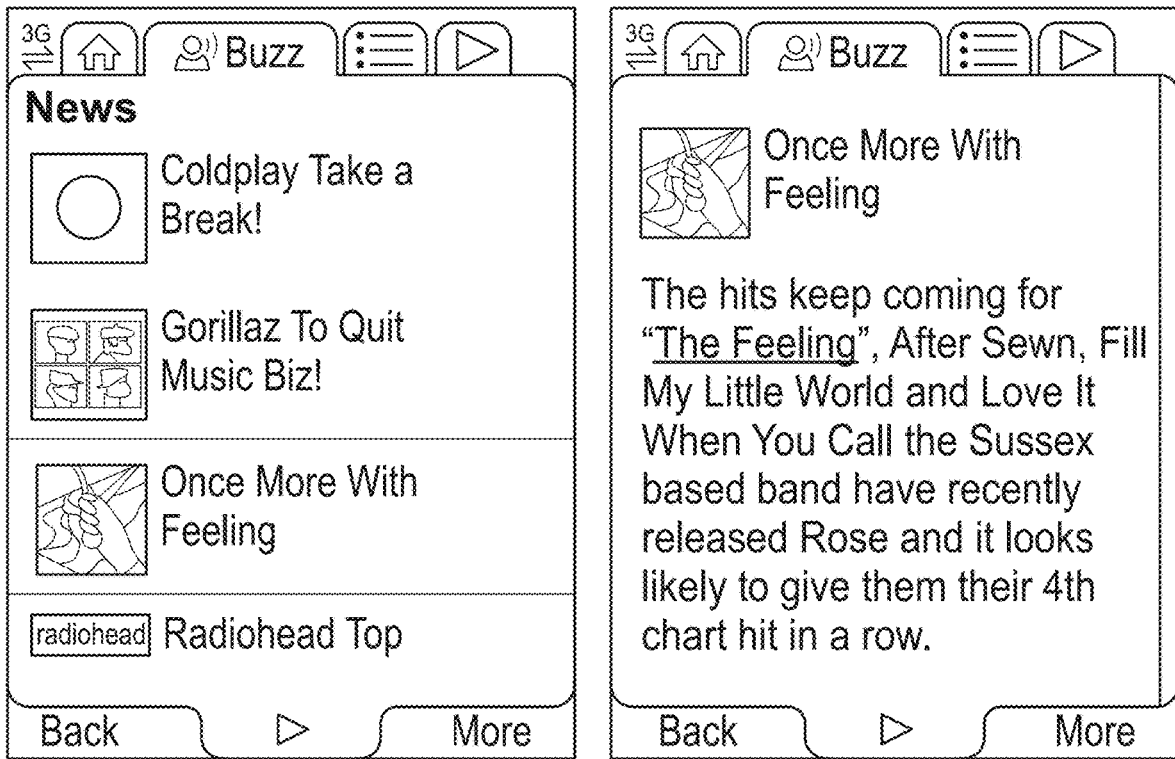 3G
Buzz
News
Coldplay Take a
Break!
Gorillaz To Quit
Music Biz!
Once More With
Feeling
radiohead Radiohead Top
Back
More
3G
Buzz
Once More With
Feeling
The hits keep coming for
“The Feeling”, After Sewn, Fill
My Little World and Love It
When You Call the Sussex
based band have recently
released Rose and it looks
likely to give them their 4th
chart hit in a row.
Back
More